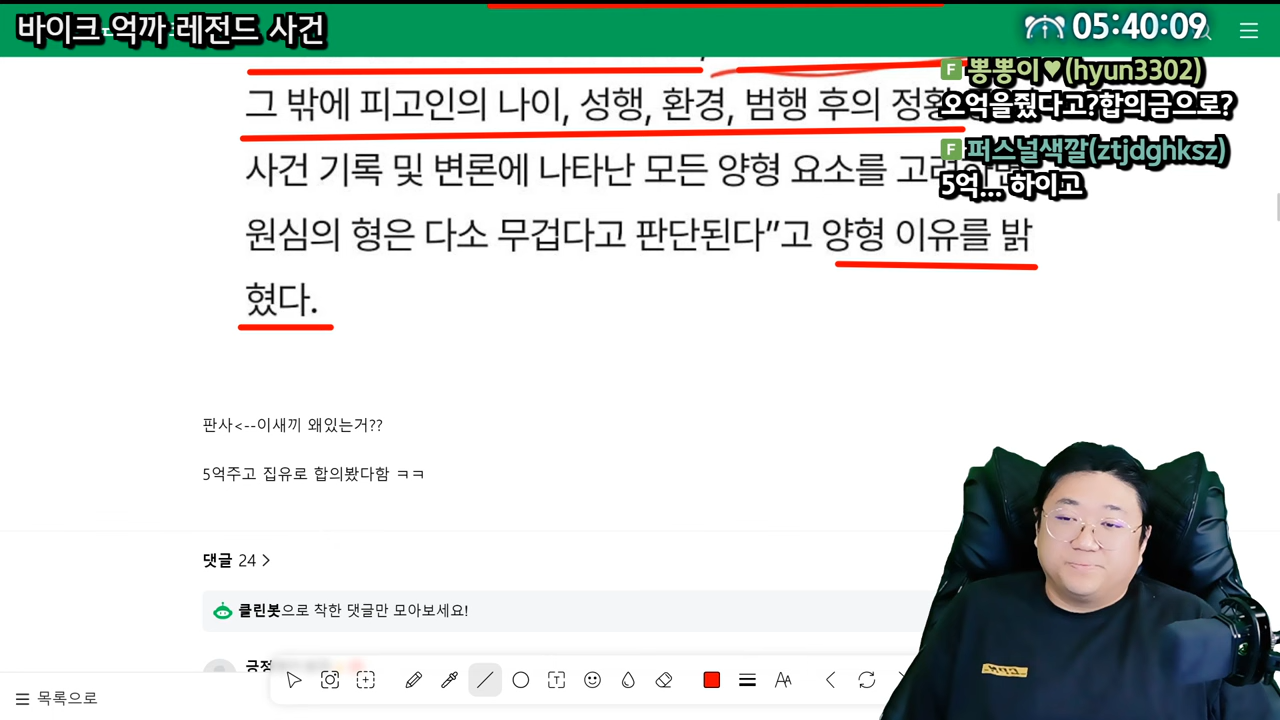 바이크 억까 레전드 사건
05:40:09
F 뽕뽕이♥(hyun3302)
오억을줬다고?합의금으로?
F 퍼스널색깔(ztjdghksz)
5억... 하이고
그 밖에 피고인의 나이, 성행, 환경, 범행 후의 정황
사건 기록 및 변론에 나타난 모든 양형 요소를
원심의 형은 다소 무겁다고 판단된다”고 양형 이유를 밝
혔다.
판사<--이새끼 왜있는거??
5억주고 집유로 합의봤다함 ㅋㅋ
댓글 24 >
클린봇으로 착한 댓글만 모아보세요!
T
AA
목록으로